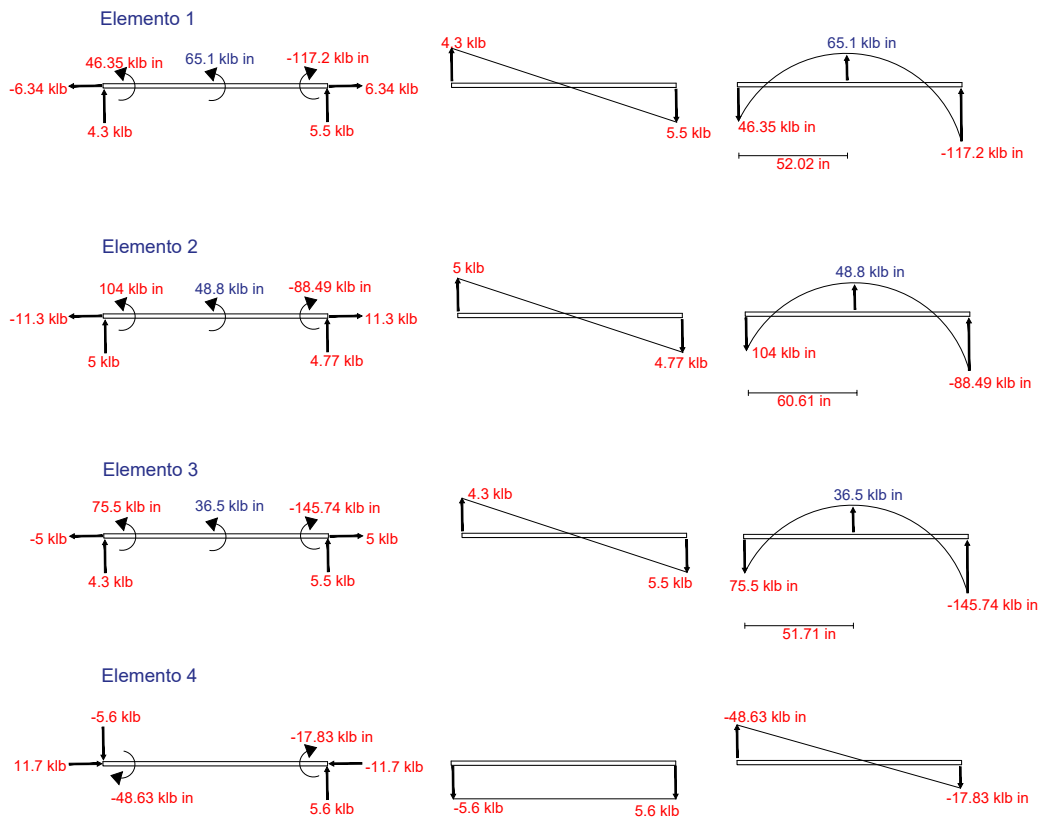 Elemento 1
46.35 klb in
65.1 klb in
-117.2 klb in
-6.34 klb
6.34 klb
4.3 klb
5.5 klb
4.3 klb
5.5 klb
65.1 klb in
46.35 klb in
-117.2 klb in
52.02 in
Elemento 2
104 klb in
48.8 klb in
-88.49 klb in
-11.3 klb
11.3 klb
5 klb
4.77 klb
5 klb
4.77 klb
48.8 klb in
104 klb in
-88.49 klb in
60.61 in
Elemento 3
75.5 klb in
36.5 klb in
-145.74 klb in
-5 klb
5 klb
4.3 klb
5.5 klb
4.3 klb
5.5 klb
36.5 klb in
75.5 klb in
-145.74 klb in
51.71 in
Elemento 4
-5.6 klb
-17.83 klb in
11.7 klb
-11.7 klb
-48.63 klb in
5.6 klb
-5.6 klb
5.6 klb
-48.63 klb in
-17.83 klb in